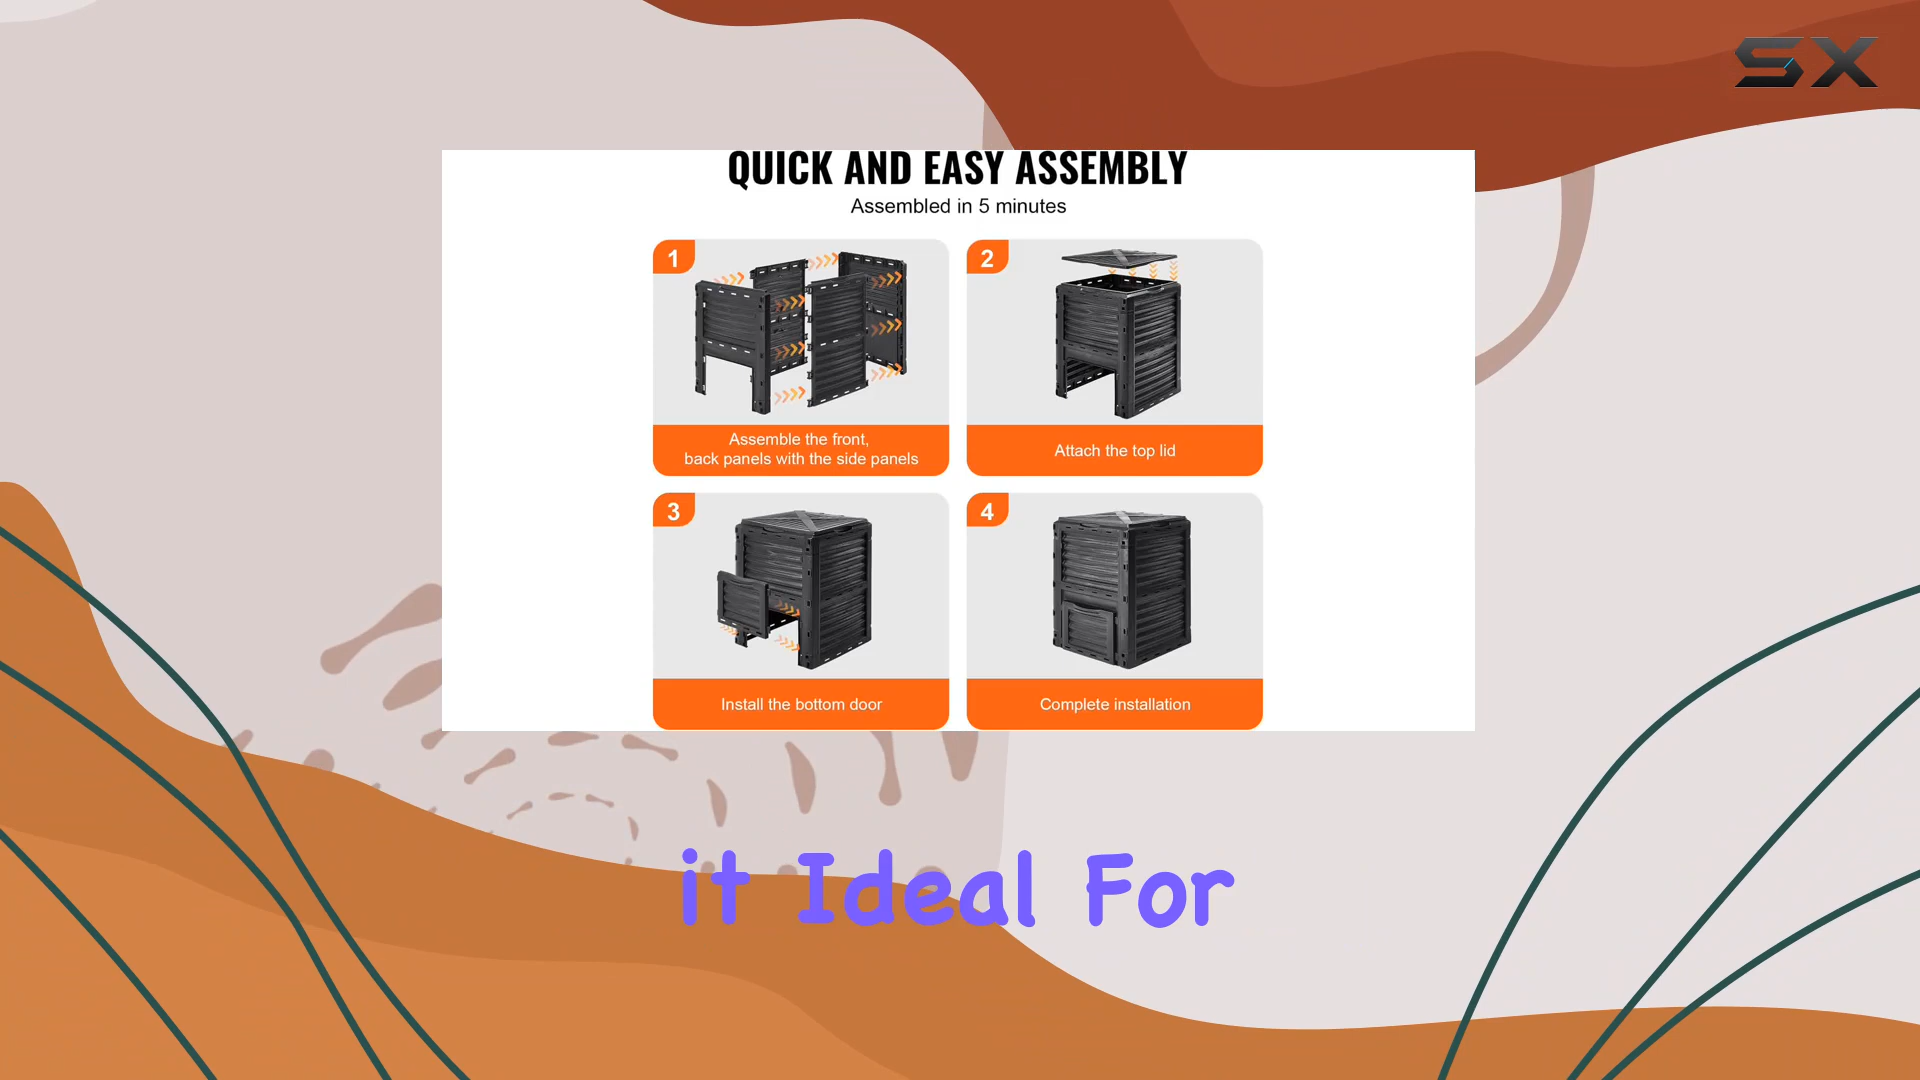 SX
QUICK AND EASY ASSEMBLY
Assembled in 5 minutes
1
2
Assemble the front,
back panels with the side panels
Attach the top lid
3
4
Install the bottom door
Complete installation
it Ideal For